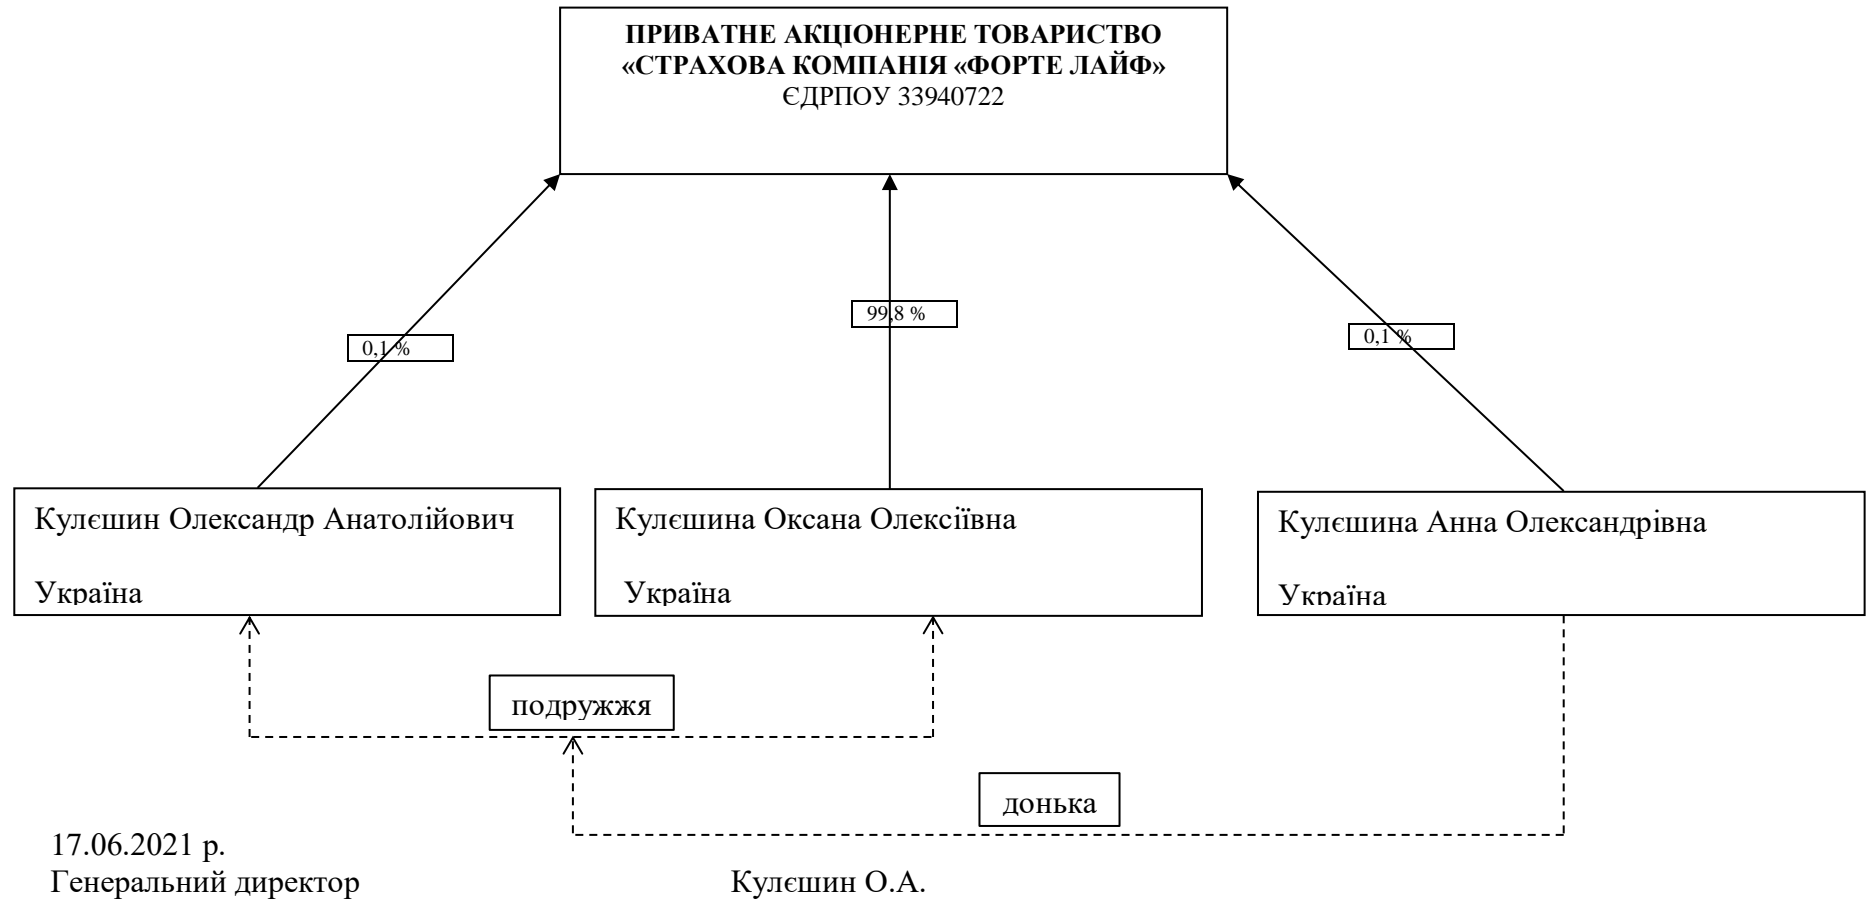 ПРИВАТНЕ АКЦІОНЕРНЕ ТОВАРИСТВО
«СТРАХОВА КОМПАНІЯ «ФОРТЕ ЛАЙФ»
ЄДРПОУ 33940722
99,8 %
0,1 %
0,1 %
Кулєшин Олександр Анатолійович
Україна
Кулєшина Оксана Олексіївна
Україна
Кулєшина Анна Олександрівна
Україна
подружжя
донька
17.06.2021 р.
Генеральний директор Кулєшин О.А.